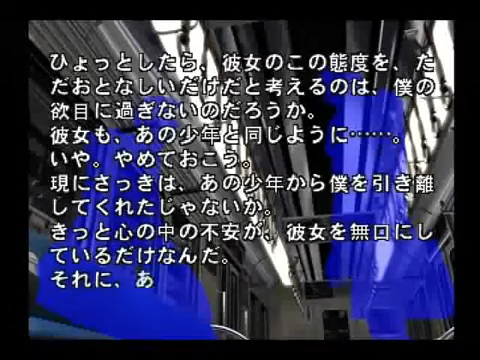 ひょっとしたら、彼女のこの態度を、た
だおとなしいだけだと考えるのは、僕の
欲目に過ぎないのだろうか。
彼女も、あの少年と同じように……。
いや。やめておこう。
現にさっきは、あの少年から僕を引き離
してくれたじゃないか。
きっと心の中の不安が、彼女を無口にし
ているだけなんだ。
それに、あ